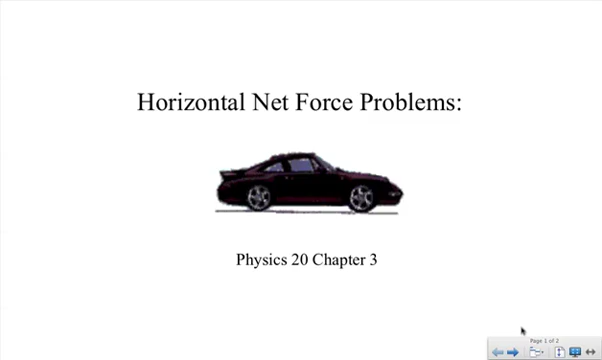 Horizontal Net Force Problems:
Physics 20 Chapter 3
Page 1 of 2